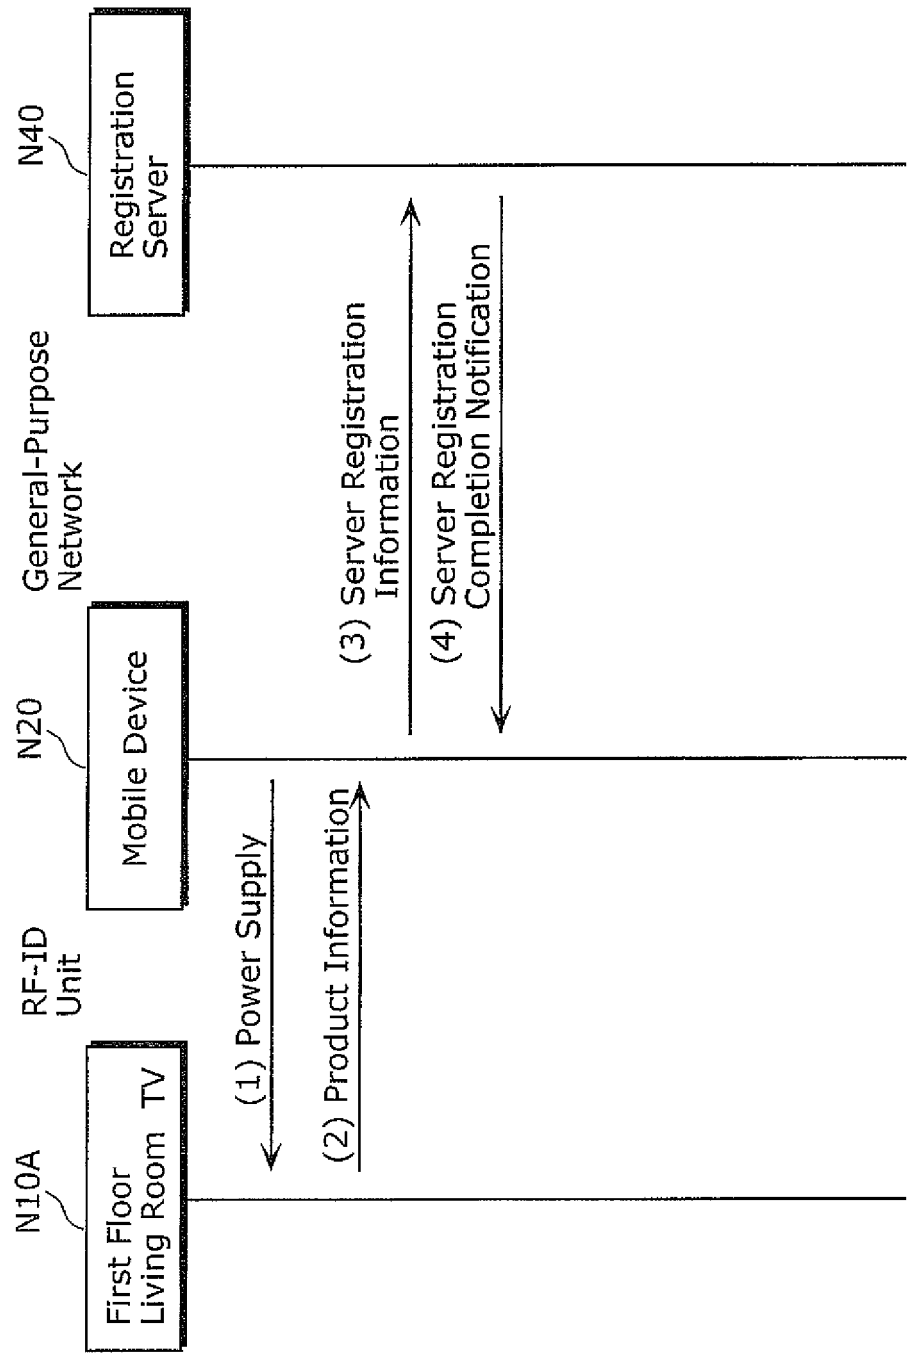 N10A
First Floor
Living Room TV
RF-ID
Unit
N20
Mobile Device
General-Purpose
Network
N40
Registration
Server
(1) Power Supply
(2) Product Information
(3) Server Registration
Information
(4) Server Registration
Completion Notification